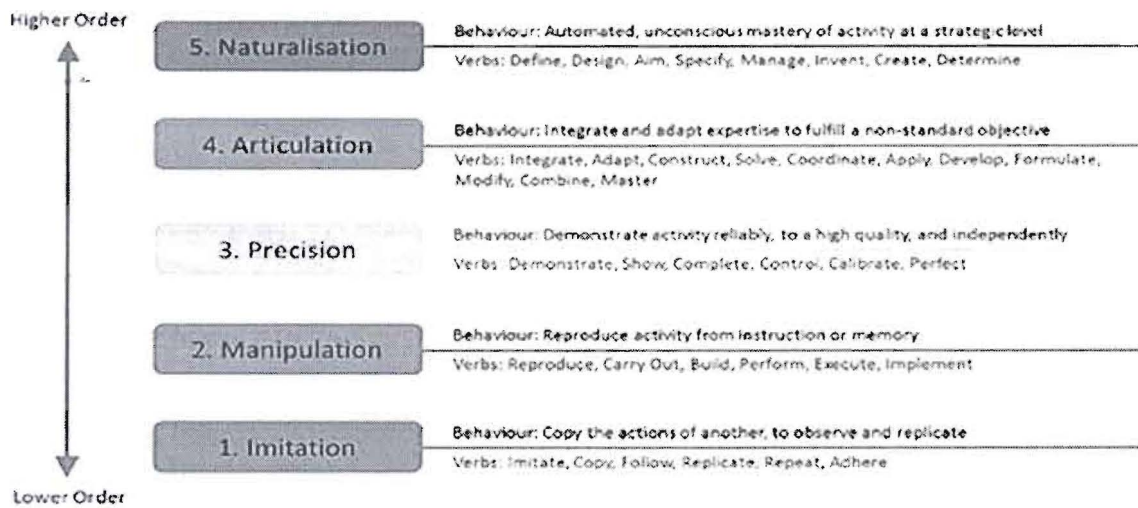 Higher Order
5. Naturalisation
Behaviour: Automated, unconscious mastery of activity at a strategic level
Verbs: Define, Design, Aim, Specify, Manage, Invent, Create, Determine
4. Articulation
Behaviour: Integrate and adapt expertise to fulfill a non-standard objective
Verbs: Integrate, Adapt, Construct, Solve, Coordinate, Apply, Develop, Formulate,
Modify, Combine, Master
3. Precision
Behaviour: Demonstrate activity reliably, to a high quality, and independently
Verbs: Demonstrate, Show, Complete, Control, Calibrate, Perfect
2. Manipulation
Behaviour: Reproduce activity from instruction or memory
Verbs: Reproduce, Carry Out, Build, Perform, Execute, Implement
1. Imitation
Behaviour: Copy the actions of another, to observe and replicate
Verbs: Imitate, Copy, Follow, Replicate, Repeat, Adhere
Lower Order